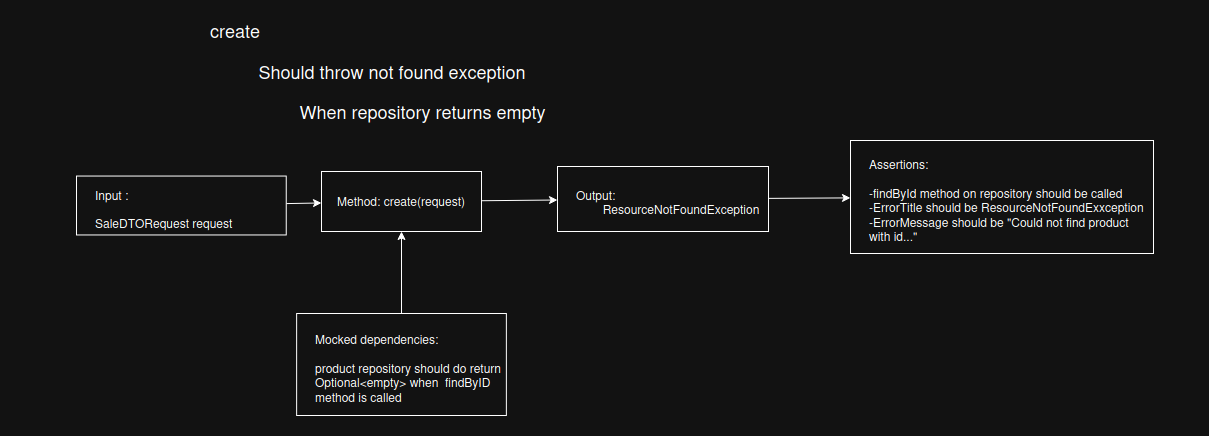 create
Should throw not found exception
When repository returns empty
Input :
SaleDTORequest request
Method: create(request)
Output:
ResourceNotFoundException
Assertions:
-findById method on repository should be called
-ErrorTitle should be ResourceNotFoundExxception
-ErrorMessage should be "Could not find product
with id..."
Mocked dependencies:
product repository should do return
Optional<empty> when findByID
method is called